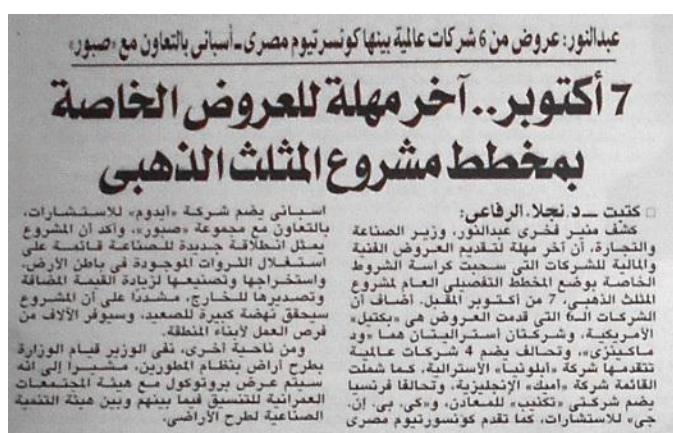 عبدالنور: عروض من 6 شركات عالمية بينها كونسرتيوم مصرى ــ أسبانى بالتعاون مع «صبور»
7 أكتوبر.. آخر مهلة للعروض الخاصة
بمخطط مشروع المثلث الذهبى
□ كتبت ــ د. نجلاء الرفاعى:
كشف منير فخرى عبدالنور، وزير الصناعة
والتجارة، أن آخر مهلة لتقديم العروض الفنية
والمالية للشركات التى سحبت كراسة الشروط
الخاصة بوضع المخطط التفصيلى العام لمشروع
المثلث الذهبى، 7 من أكتوبر المقبل. أضاف أن
الشركات الـ6 التى قدمت العروض هى «بكتيل»
الأمريكية، وشركتان أستراليتان هما «ود
ماكينزى»، وتحالف يضم 4 شركات عالمية
تتقدمها شركة «أبلونيا» الأسترالية، كما شملت
القائمة شركة «أميك» الإنجليزية، وتحالفا فرنسيا
يضم شركتى «تكنيب» للمعادن، و«كى. بى. إن.
جى» للاستشارات، كما تقدم كونسورتيوم مصرى
أسبانى يضم شركة «أيدوم» للاستشارات،
بالتعاون مع مجموعة «صبور»، وأكد أن المشروع
يمثل انطلاقة جديدة للصناعة قائمة على
استغلال الثروات الموجودة فى باطن الأرض،
واستخراجها وتصنيعها لزيادة القيمة المضافة
وتصديرها للخارج، مشددًا على أن المشروع
سيحقق نهضة كبيرة للصعيد، وسيوفر الآلاف من
فرص العمل لأبناء المنطقة.
ومن ناحية أخرى، نفى الوزير قيام الوزارة
بطرح أراض بنظام المطورين، مشيرا إلى أنه
سيتم عرض بروتوكول مع هيئة المجتمعات
العمرانية للتنسيق فيما بينهم وبين هيئة التنمية
الصناعية لطرح الأراضى.